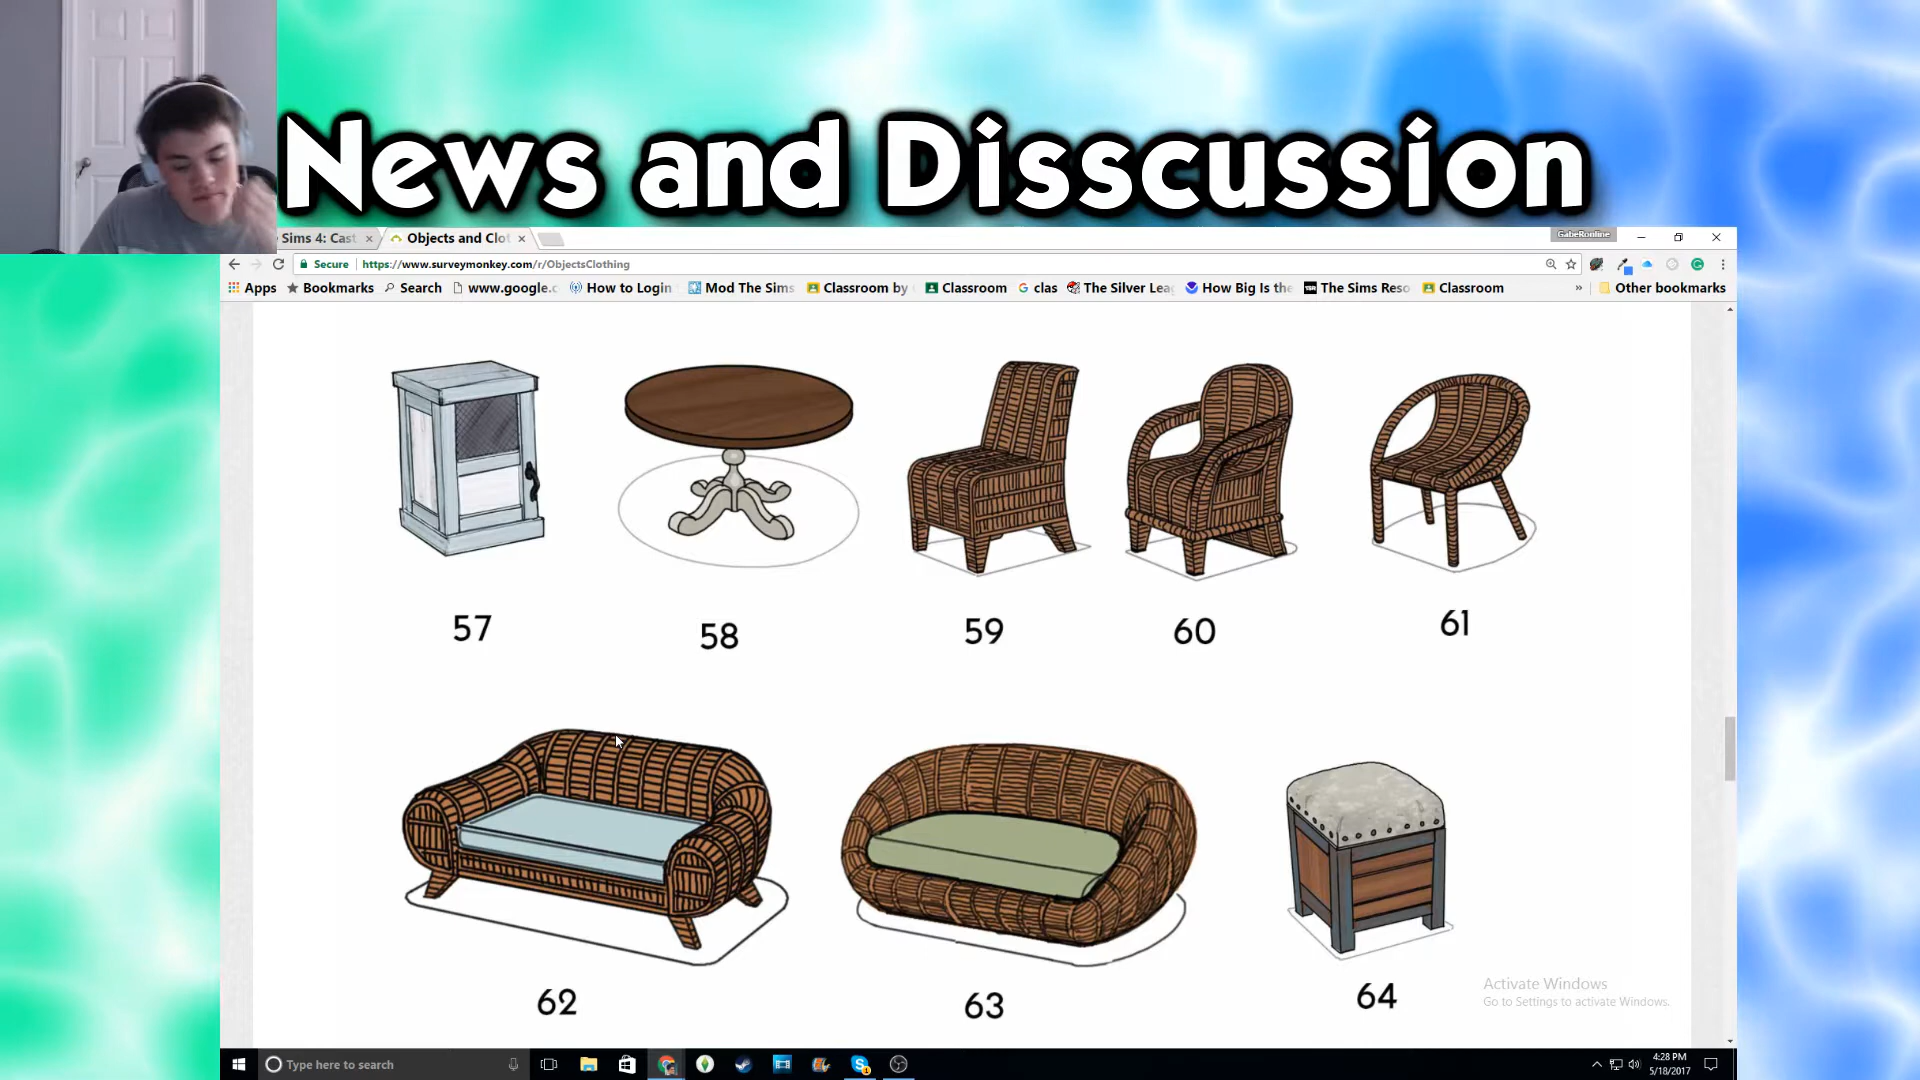 News and Disscussion
Sims 4: Cast
Objects and Clot
GabeRonline
Secure
https://www.surveymonkey.com/r/ObjectsClothing
Apps
Bookmarks
Search
www.google.c
How to Login
Mod The Sims
Classroom by
Classroom
clas
The Silver Lea
How Big Is the
The Sims Reso
Classroom
»
Other bookmarks
57
58
59
60
61
62
63
64
Activate Windows
Go to Settings to activate Windows.
Type here to search
4:28 PM
5/18/2017